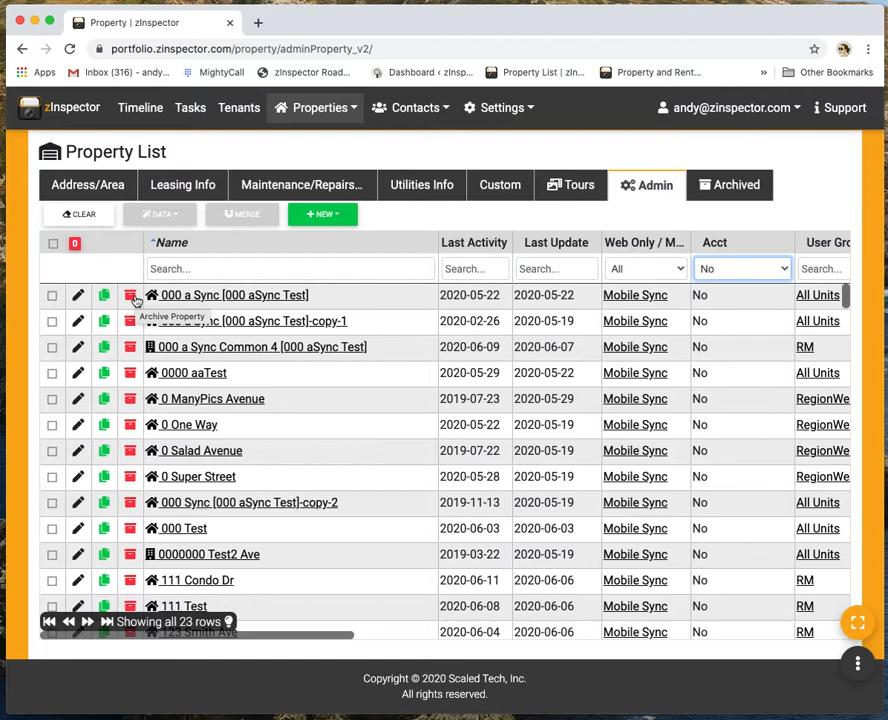 Property | zInspector
portfolio.zinspector.com/property/adminProperty_v2/
Apps Inbox (316) - andy... MightyCall zInspector Road... Dashboard ‹ zInsp... Property List | zIn... Property and Rent... » Other Bookmarks
zInspector Timeline Tasks Tenants Properties Contacts Settings andy@zinspector.com Support
Property List
Address/Area Leasing Info Maintenance/Repairs... Utilities Info Custom Tours Admin Archived
CLEAR DATA MERGE + NEW
0 Name Last Activity Last Update Web Only / M... Acct User Gro
Search... Search... Search... All No Search...
000 a Sync [000 aSync Test] 2020-05-22 2020-05-22 Mobile Sync No All Units
Archive Property
000 a Sync [000 aSync Test]-copy-1 2020-02-26 2020-05-19 Mobile Sync No All Units
000 a Sync Common 4 [000 aSync Test] 2020-06-09 2020-06-07 Mobile Sync No RM
0000 aaTest 2020-05-29 2020-05-22 Mobile Sync No All Units
0 ManyPics Avenue 2019-07-23 2020-05-29 Mobile Sync No RegionWe
0 One Way 2020-05-22 2020-05-19 Mobile Sync No RegionWe
0 Salad Avenue 2019-07-22 2020-05-19 Mobile Sync No RegionWe
0 Super Street 2020-05-28 2020-05-19 Mobile Sync No RegionWe
000 Sync [000 aSync Test]-copy-2 2019-11-13 2020-05-19 Mobile Sync No All Units
000 Test 2020-06-03 2020-06-03 Mobile Sync No All Units
0000000 Test2 Ave 2019-03-22 2020-05-19 Mobile Sync No All Units
111 Condo Dr 2020-06-11 2020-06-06 Mobile Sync No RM
111 Test 2020-06-08 2020-06-06 Mobile Sync No RM
Showing all 23 rows
123 Smith Ave 2020-06-04 2020-06-06 Mobile Sync No RM
Copyright © 2020 Scaled Tech, Inc.
All rights reserved.